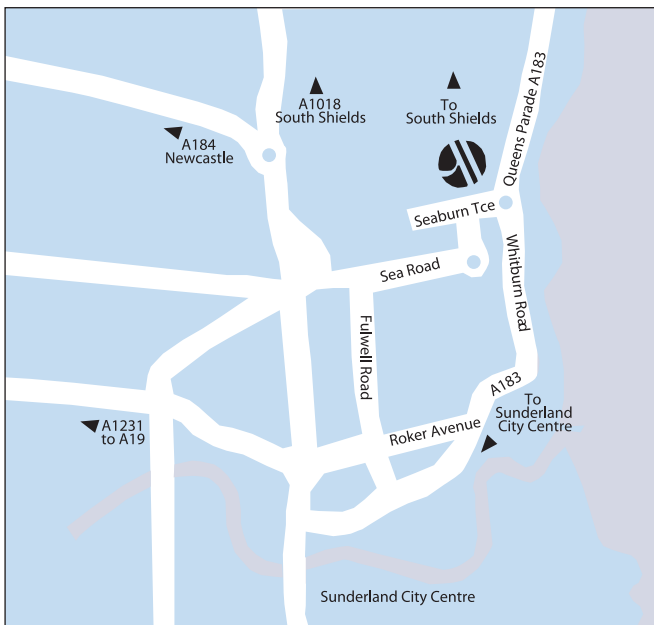 Queens Parade A183
A1018
South Shields
To
South Shields
A184
Newcastle
Seaburn Tce
Sea Road
Whitburn Road
Fulwell Road
A183
To
Sunderland
City Centre
A1231
to A19
Roker Avenue
Sunderland City Centre